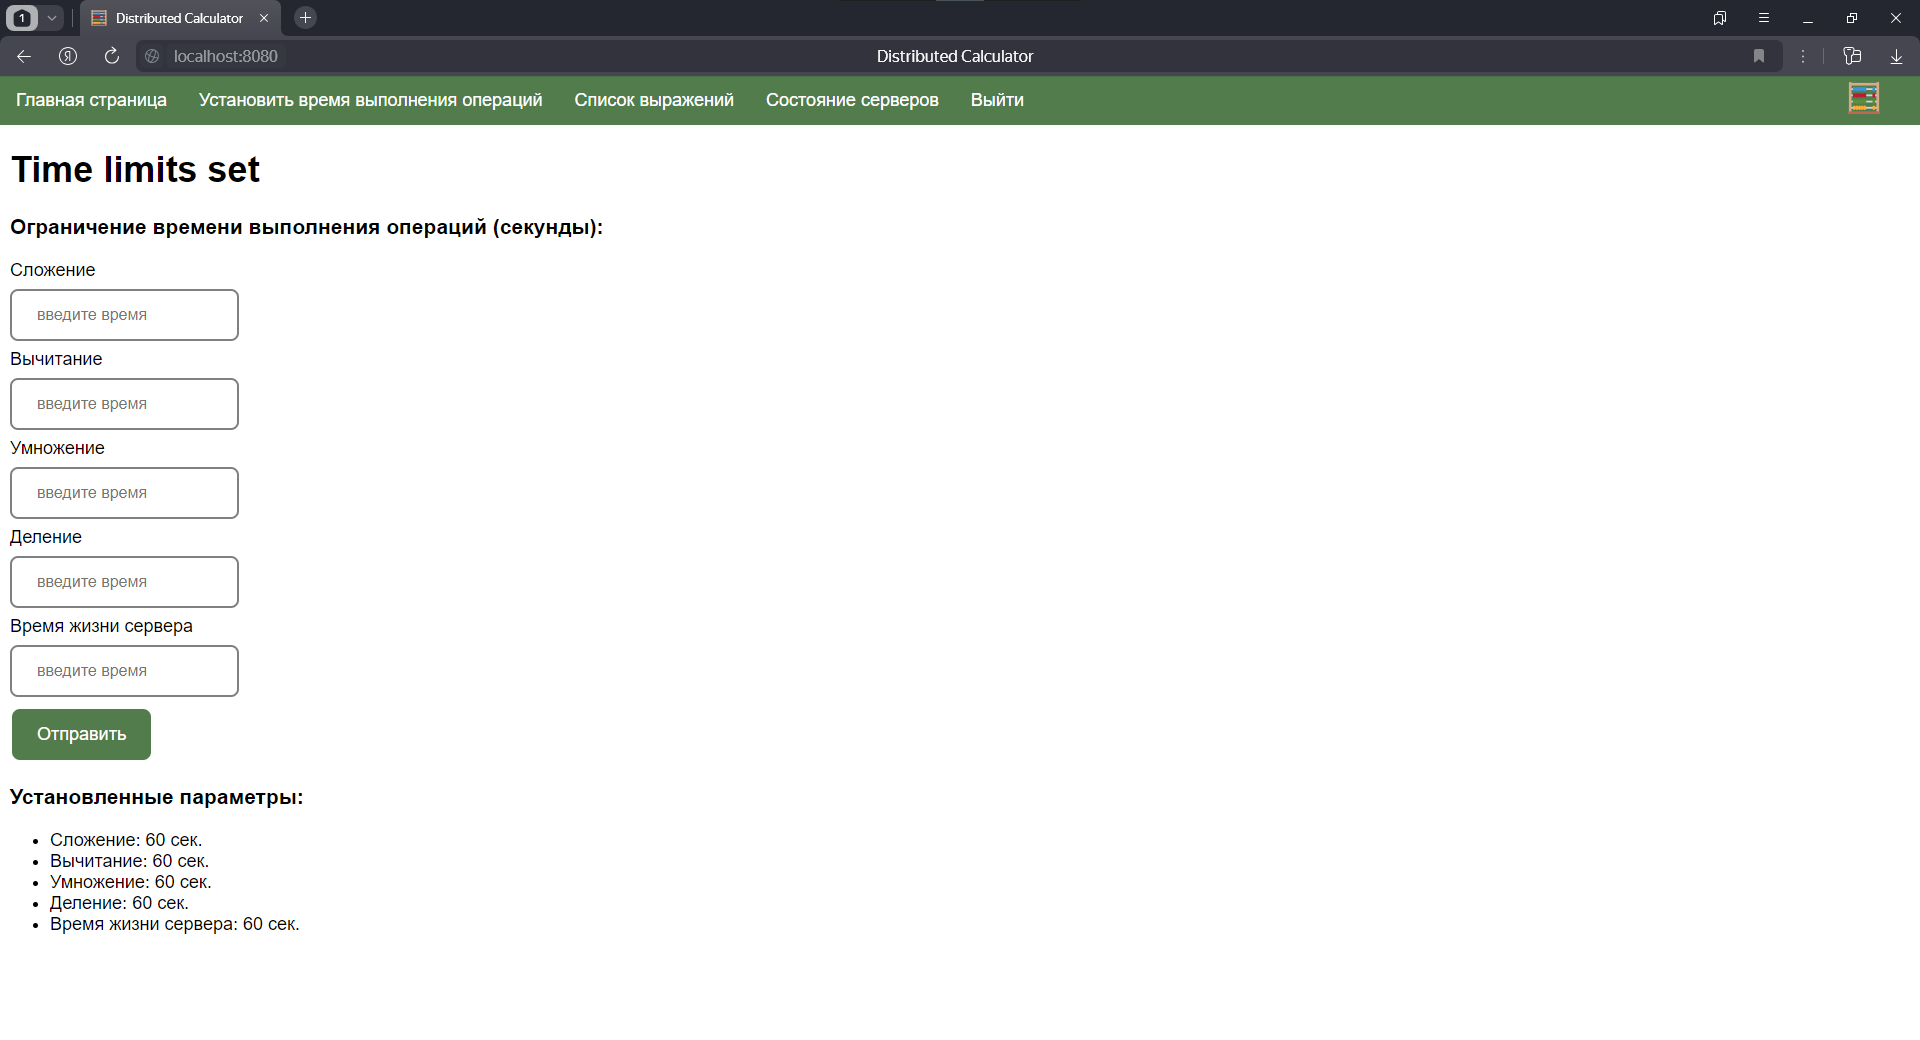 1
Distributed Calculator
localhost:8080
Distributed Calculator
Главная страница Установить время выполнения операций Список выражений Состояние серверов Выйти
Time limits set
Ограничение времени выполнения операций (секунды):
Сложение
введите время
Вычитание
введите время
Умножение
введите время
Деление
введите время
Время жизни сервера
введите время
Отправить
Установленные параметры:
• Сложение: 60 сек.
• Вычитание: 60 сек.
• Умножение: 60 сек.
• Деление: 60 сек.
• Время жизни сервера: 60 сек.